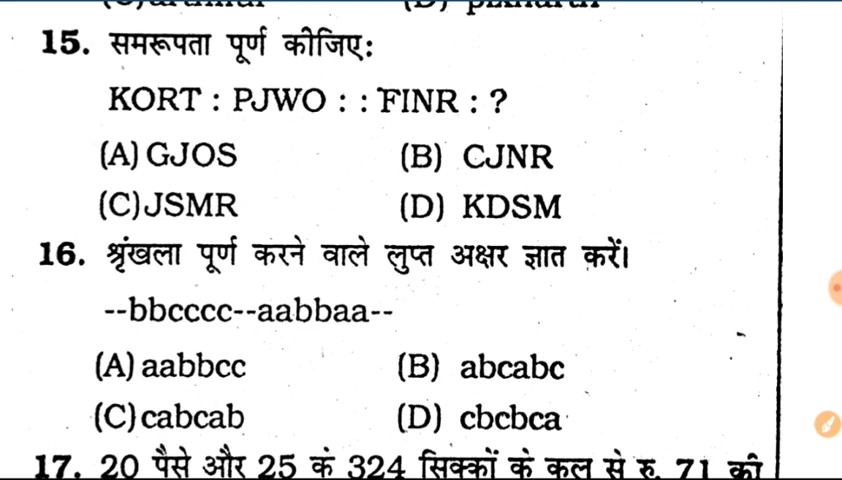 15. समरूपता पूर्ण कीजिए:
KORT : PJWO : : FINR : ?
(A) GJOS (B) CJNR
(C) JSMR (D) KDSM
16. श्रृंखला पूर्ण करने वाले लुप्त अक्षर ज्ञात करें।
--bbcccc--aabbaa--
(A) aabbcc (B) abcabc
(C) cabcab (D) cbcbca
17. 20 पैसे और 25 के 324 सिक्कों के कुल से रु. 71 की